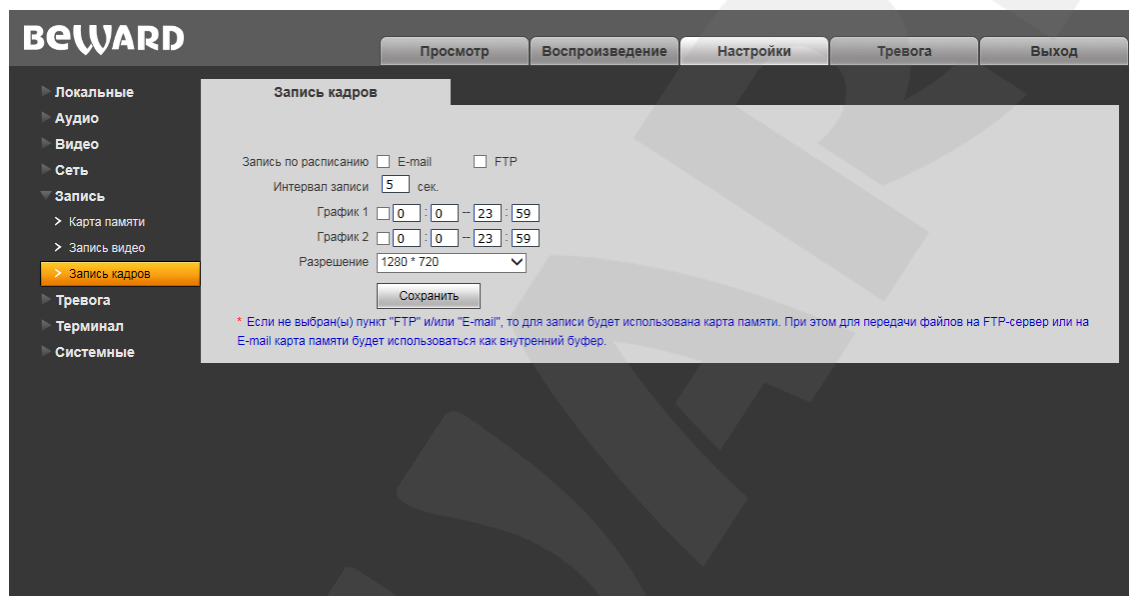 BEWARD
Просмотр Воспроизведение Настройки Тревога Выход
Локальные
Аудио
Видео
Сеть
Запись
Карта памяти
Запись видео
Запись кадров
Тревога
Терминал
Системные
Запись кадров
Запись по расписанию E-mail FTP
Интервал записи 5 сек.
График 1 0 : 0 -- 23 : 59
График 2 0 : 0 -- 23 : 59
Разрешение 1280 * 720
Сохранить
* Если не выбран(ы) пункт "FTP" и/или "E-mail", то для записи будет использована карта памяти. При этом для передачи файлов на FTP-сервер или на
E-mail карта памяти будет использоваться как внутренний буфер.